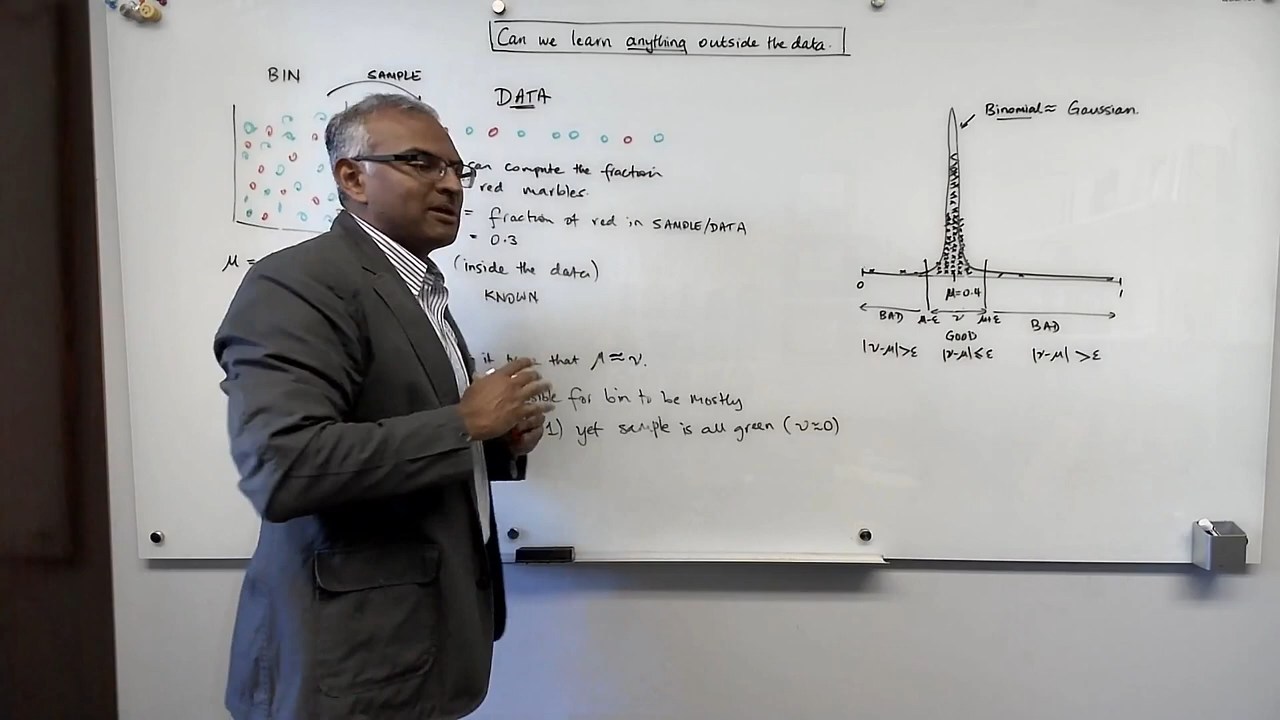 Can we learn anything outside the data.
BIN
SAMPLE
DATA
can compute the fraction
red marbles.
= fraction of red in SAMPLE/DATA
= 0.3
μ =
(inside the data)
KNOWN
it that μ ≈ ν.
for bin to be mostly
1) yet sample is all green (ν≈0)
Binomial ≈ Gaussian.
0
μ=0.4
1
BAD
μ-ε
ν
μ+ε
BAD
GOOD
|ν-μ|>ε
|ν-μ|≤ε
|ν-μ|>ε